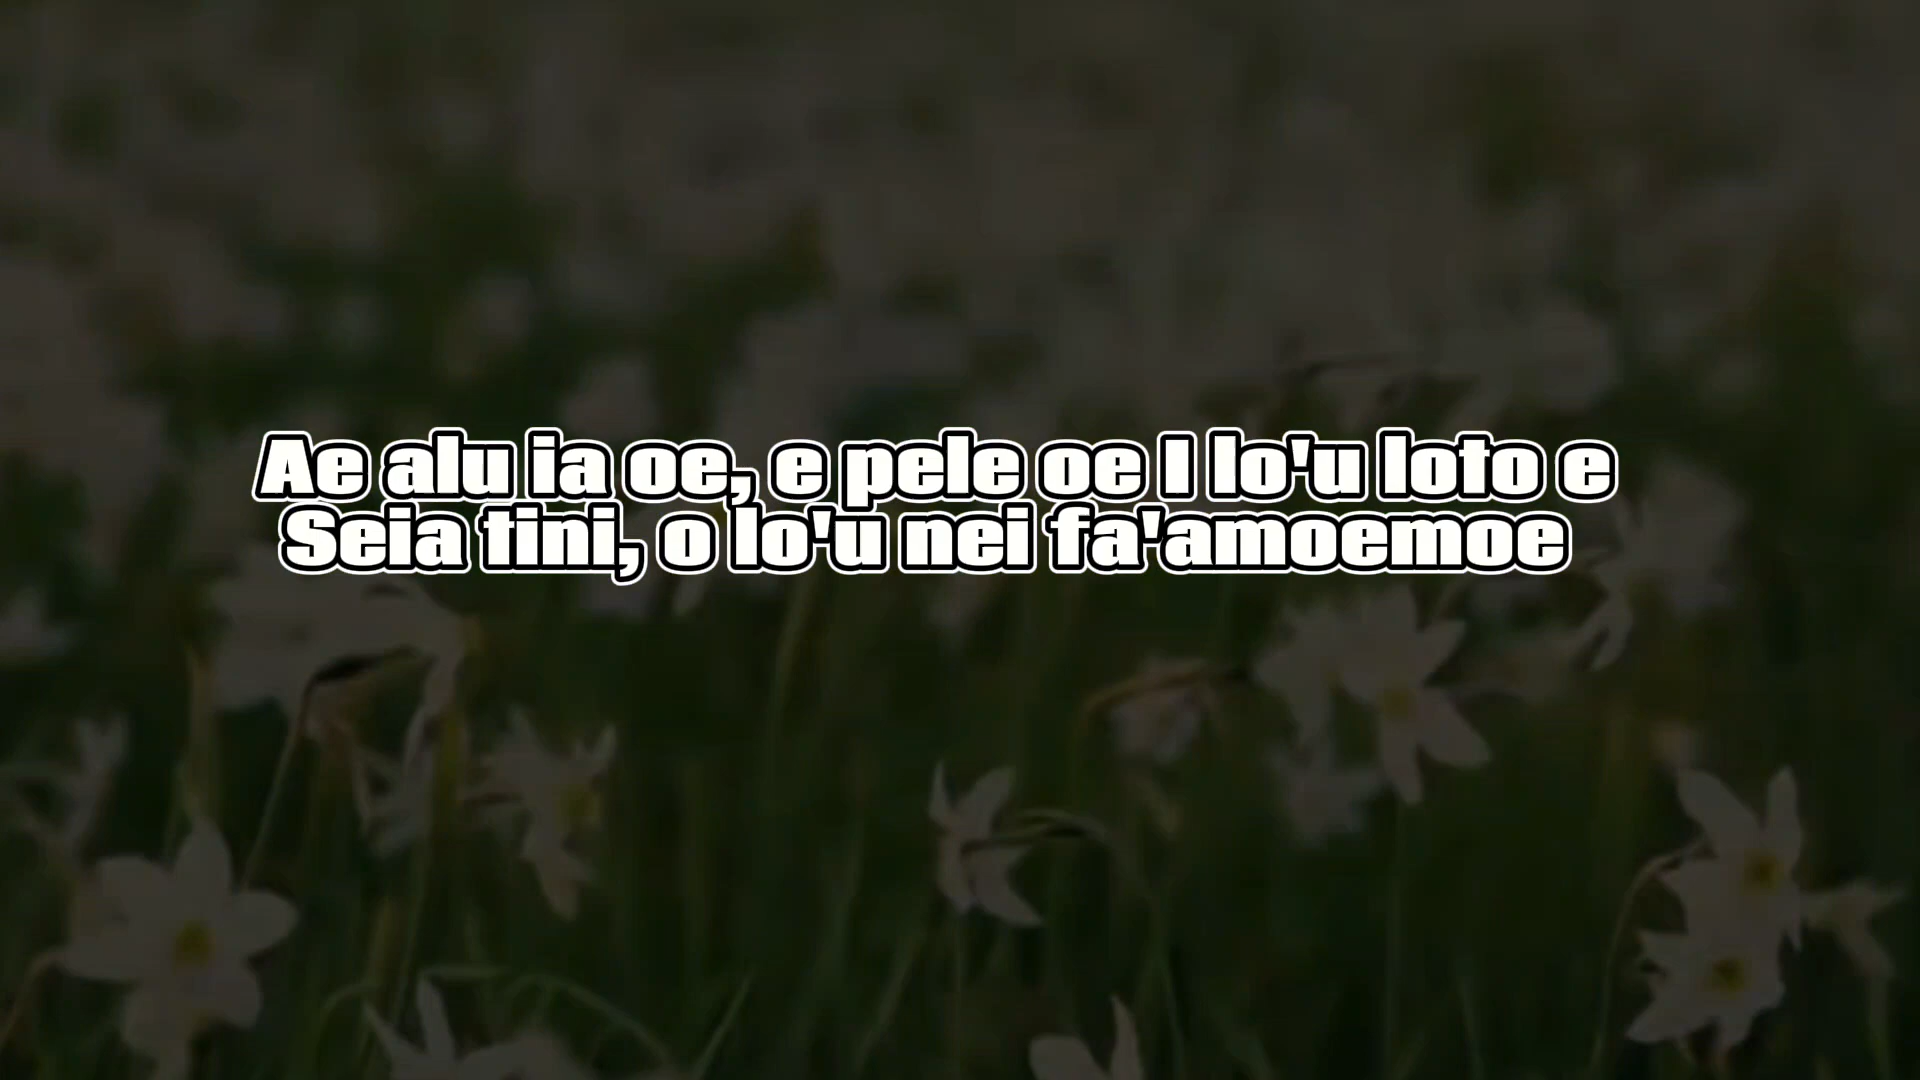 Ae alu ia oe, e pele oe I lo'u loto e
Seia tini, o lo'u nei fa'amoemoe